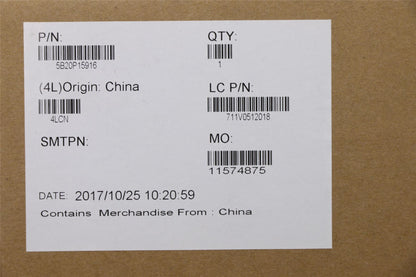 P/N: QTY:
5B20P15916 1
(4L)Origin: China LC P/N:
4LCN 711V0512018
SMTPN: MO:
11574875
DATE: 2017/10/25 10:20:59
Contains Merchandise From : China